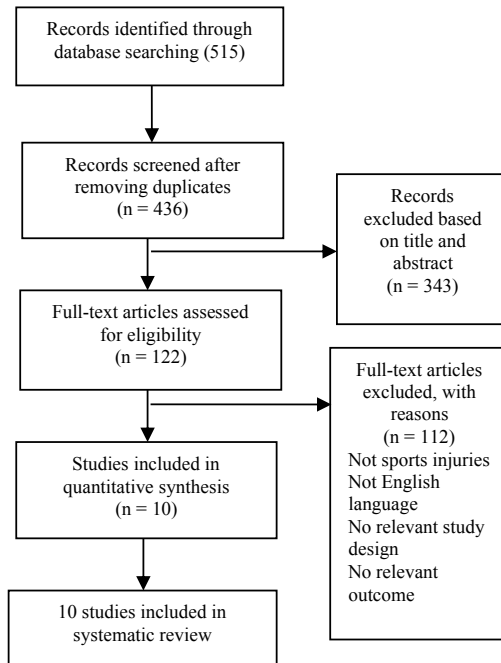 Records identified through
database searching (515)
Records screened after
removing duplicates
(n = 436)
Records
excluded based
on title and
abstract
(n = 343)
Full-text articles assessed
for eligibility
(n = 122)
Full-text articles
excluded, with
reasons
(n = 112)
Not sports injuries
Not English
language
No relevant study
design
No relevant
outcome
Studies included in
quantitative synthesis
(n = 10)
10 studies included in
systematic review